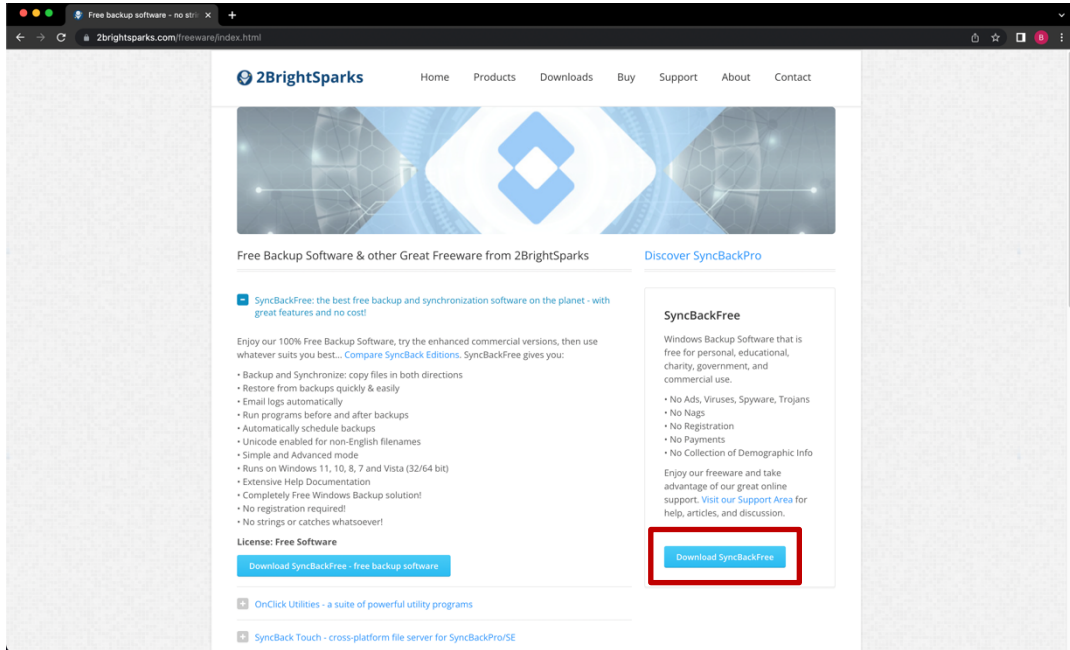 Free backup software - no stri
2brightsparks.com/freeware/index.html
B
2BrightSparks
Home Products Downloads Buy Support About Contact
Free Backup Software & other Great Freeware from 2BrightSparks
SyncBackFree: the best free backup and synchronization software on the planet - with
great features and no cost!
Enjoy our 100% Free Backup Software, try the enhanced commercial versions, then use
whatever suits you best... Compare SyncBack Editions. SyncBackFree gives you:
• Backup and Synchronize: copy files in both directions
• Restore from backups quickly & easily
• Email logs automatically
• Run programs before and after backups
• Automatically schedule backups
• Unicode enabled for non-English filenames
• Simple and Advanced mode
• Runs on Windows 11, 10, 8, 7 and Vista (32/64 bit)
• Extensive Help Documentation
• Completely Free Windows Backup solution!
• No registration required!
• No strings or catches whatsoever!
License: Free Software
Download SyncBackFree - free backup software
OnClick Utilities - a suite of powerful utility programs
SyncBack Touch - cross-platform file server for SyncBackPro/SE
Discover SyncBackPro
SyncBackFree
Windows Backup Software that is
free for personal, educational,
charity, government, and
commercial use.
• No Ads, Viruses, Spyware, Trojans
• No Nags
• No Registration
• No Payments
• No Collection of Demographic Info
Enjoy our freeware and take
advantage of our great online
support. Visit our Support Area for
help, articles, and discussion.
Download SyncBackFree